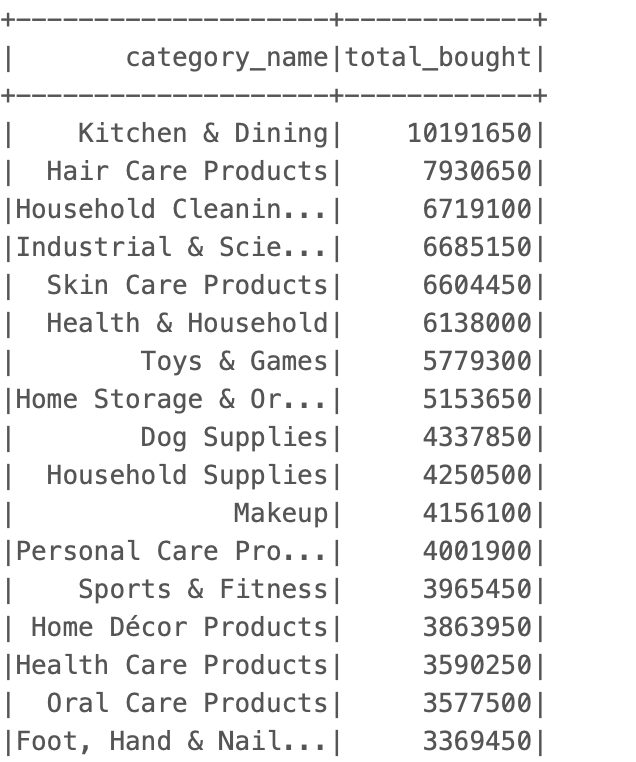 +--------------------+------------+
|       category_name|total_bought|
+--------------------+------------+
|    Kitchen & Dining|    10191650|
|  Hair Care Products|     7930650|
|Household Cleanin...|     6719100|
|Industrial & Scie...|     6685150|
|  Skin Care Products|     6604450|
|  Health & Household|     6138000|
|        Toys & Games|     5779300|
|Home Storage & Or...|     5153650|
|        Dog Supplies|     4337850|
|  Household Supplies|     4250500|
|              Makeup|     4156100|
|Personal Care Pro...|     4001900|
|    Sports & Fitness|     3965450|
| Home Décor Products|     3863950|
|Health Care Products|     3590250|
|  Oral Care Products|     3577500|
|Foot, Hand & Nail...|     3369450|